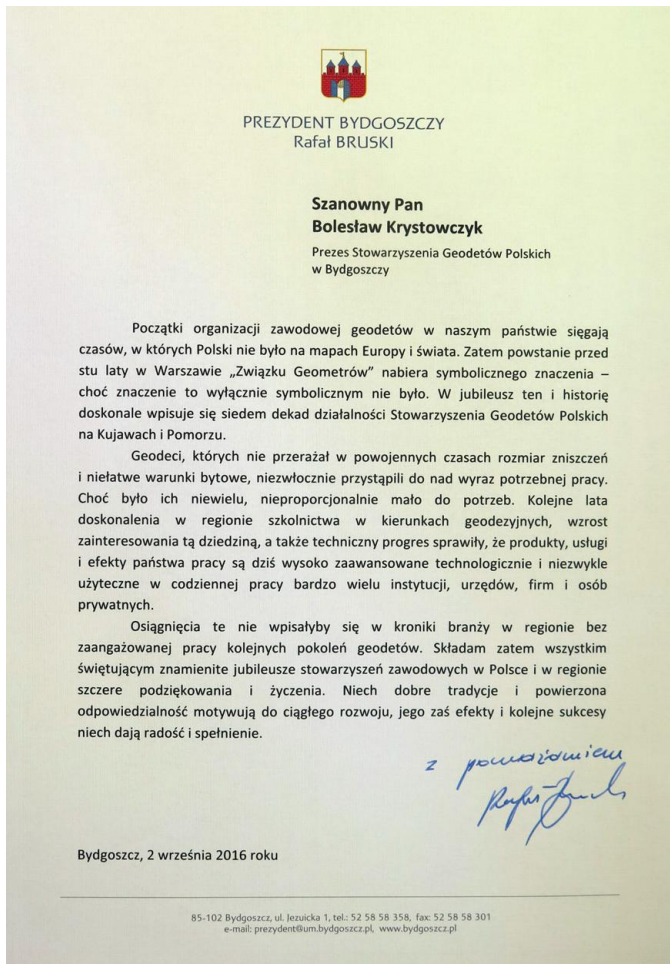 PREZYDENT BYDGOSZCZY
Rafał BRUSKI
Szanowny Pan
Bolesław Krystowczyk
Prezes Stowarzyszenia Geodetów Polskich
w Bydgoszczy
Początki organizacji zawodowej geodetów w naszym państwie sięgają
czasów, w których Polski nie było na mapach Europy i świata. Zatem powstanie przed
stu laty w Warszawie „Związku Geometrów” nabiera symbolicznego znaczenia –
choć znaczenie to wyłącznie symbolicznym nie było. W jubileusz ten i historię
doskonale wpisuje się siedem dekad działalności Stowarzyszenia Geodetów Polskich
na Kujawach i Pomorzu.
Geodeci, których nie przerażał w powojennych czasach rozmiar zniszczeń
i niełatwe warunki bytowe, niezwłocznie przystąpili do nad wyraz potrzebnej pracy.
Choć było ich niewielu, nieproporcjonalnie mało do potrzeb. Kolejne lata
doskonalenia w regionie szkolnictwa w kierunkach geodezyjnych, wzrost
zainteresowania tą dziedziną, a także techniczny progres sprawiły, że produkty, usługi
i efekty państwa pracy są dziś wysoko zaawansowane technologicznie i niezwykle
użyteczne w codziennej pracy bardzo wielu instytucji, urzędów, firm i osób
prywatnych.
Osiągnięcia te nie wpisałyby się w kroniki branży w regionie bez
zaangażowanej pracy kolejnych pokoleń geodetów. Składam zatem wszystkim
świętującym znamienite jubileusze stowarzyszeń zawodowych w Polsce i w regionie
szczere podziękowania i życzenia. Niech dobre tradycje i powierzona
odpowiedzialność motywują do ciągłego rozwoju, jego zaś efekty i kolejne sukcesy
niech dają radość i spełnienie.
z poważaniem
Bydgoszcz, 2 września 2016 roku
85-102 Bydgoszcz, ul. Jezuicka 1, tel.: 52 58 58 358, fax: 52 58 58 301
e-mail: prezydent@um.bydgoszcz.pl, www.bydgoszcz.pl